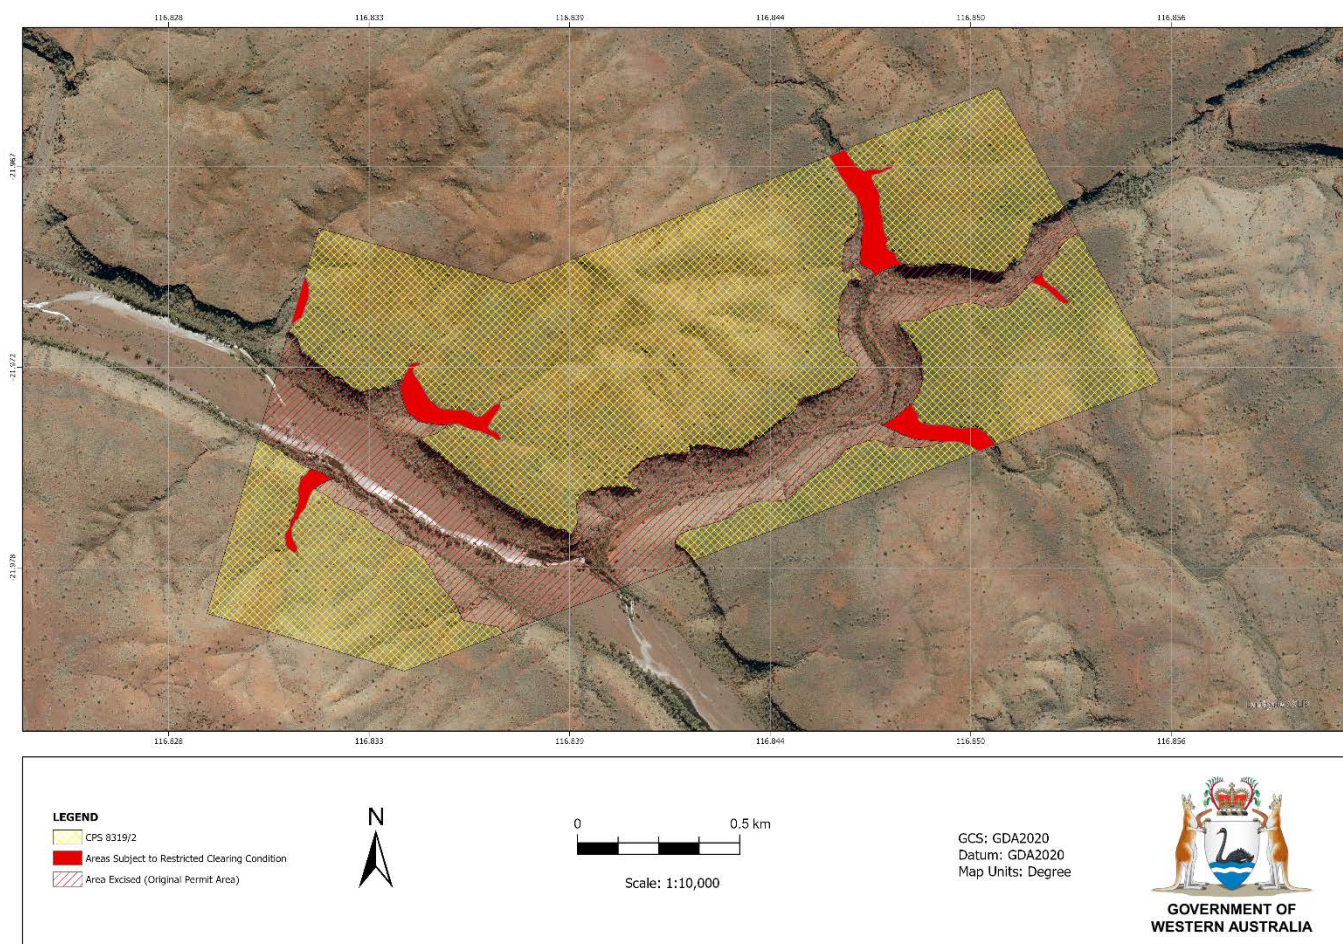 116.828 116.833 116.839 116.844 116.850 116.856
-21.967
-21.972
-21.978
116.828 116.833 116.839 116.844 116.850 116.856
LEGEND
CPS 8319/2
Areas Subject to Restricted Clearing Condition
Area Excised (Original Permit Area)
N
0 0.5 km
Scale: 1:10,000
GCS: GDA2020
Datum: GDA2020
Map Units: Degree
GOVERNMENT OF
WESTERN AUSTRALIA